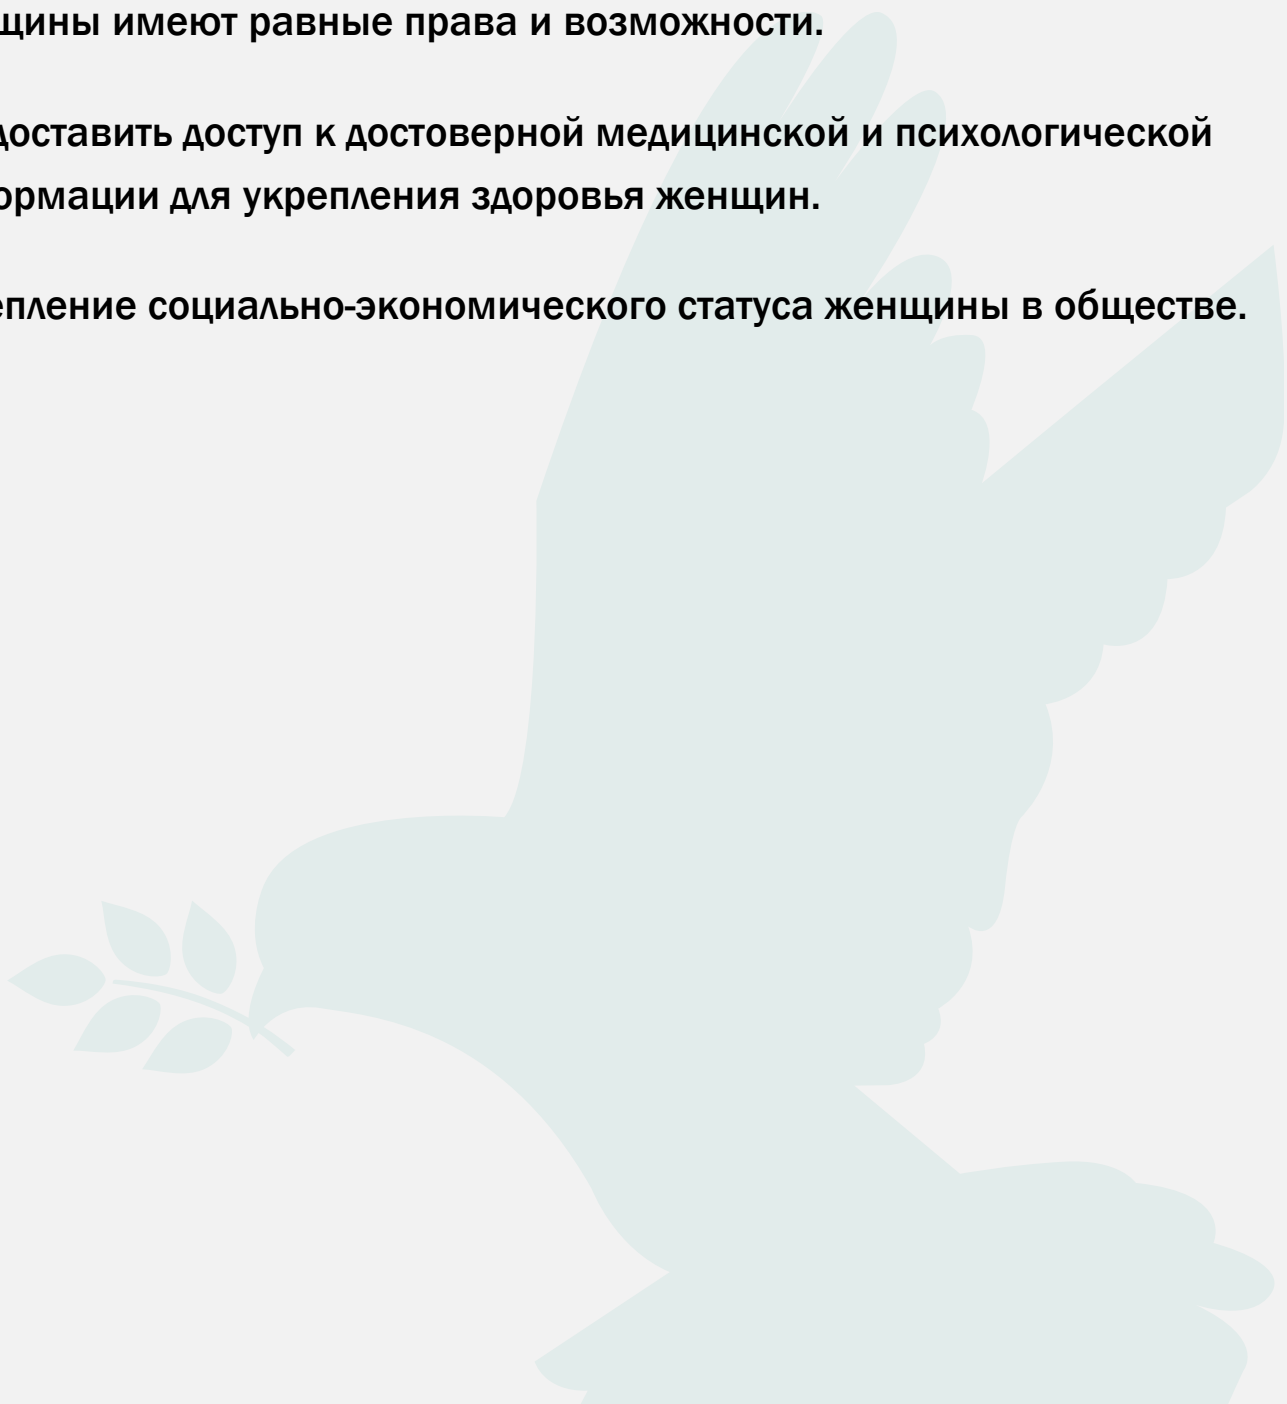 щины имеют равные права и возможности.
доставить доступ к достоверной медицинской и психологической
ормации для укрепления здоровья женщин.
епление социально-экономического статуса женщины в обществе.